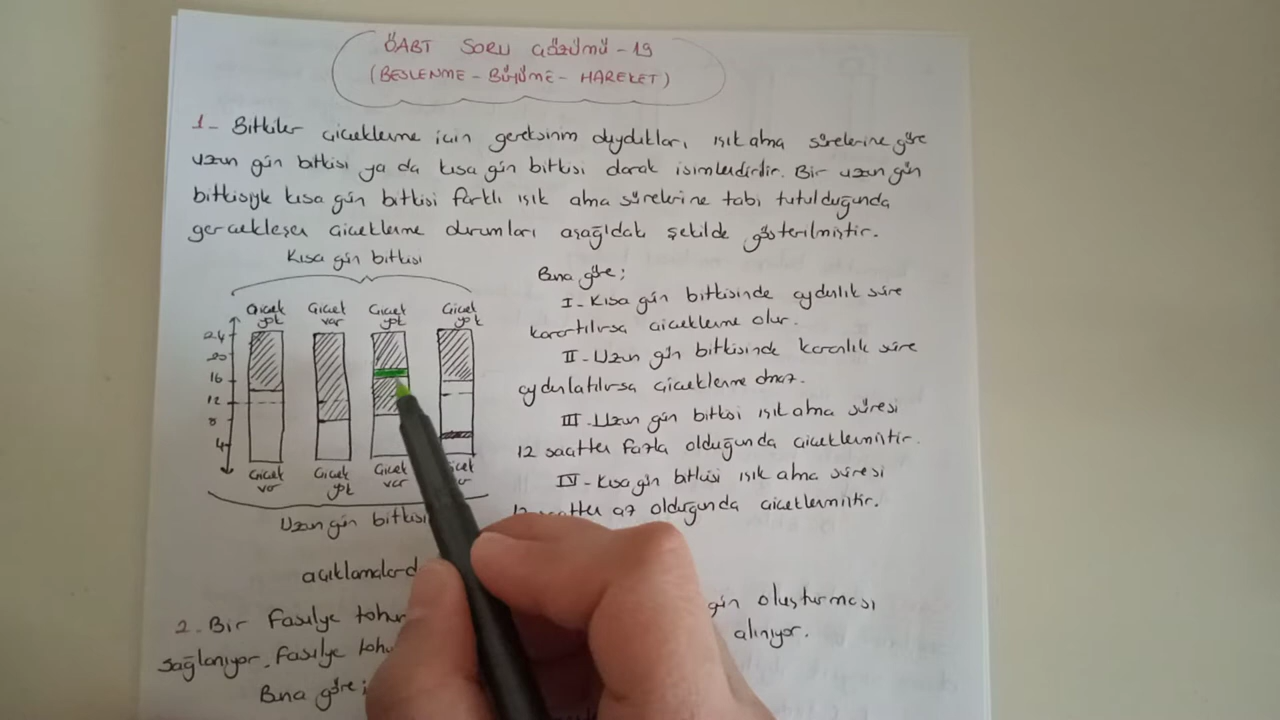 ÖABT SORU ÇÖZÜMÜ - 19
(BESLENME - BÜYÜME - HAREKET)
1- Bitkiler çiçeklenme için gereksinim duydukları ışık alma sürelerine göre
uzun gün bitkisi ya da kısa gün bitkisi olarak isimlendirilir. Bir uzun gün
bitkisiyle kısa gün bitkisi farklı ışık alma sürelerine tabi tutulduğunda
gerçekleşen çiçeklenme durumları aşağıdaki şekilde gösterilmiştir.
Kısa gün bitkisi
Çiçek yok
Çiçek var
Çiçek yok
Çiçek yok
24
20
16
12
8
4
Çiçek var
Çiçek yok
Çiçek var
Uzun gün bitkisi
Buna göre;
I- Kısa gün bitkisinde aydınlık süre
karartılırsa çiçeklenme olur.
II- Uzun gün bitkisinde karanlık süre
aydınlatılırsa çiçeklenme olmaz.
III- Uzun gün bitkisi ışık alma süresi
12 saatten fazla olduğunda çiçeklenmiştir.
IV- Kısa gün bitkisi ışık alma süresi
12 saatten az olduğunda çiçeklenmiştir.
2. Bir fasulye
gün oluşturması
sağlanıyor. Fasulye
alınıyor.
Buna göre;